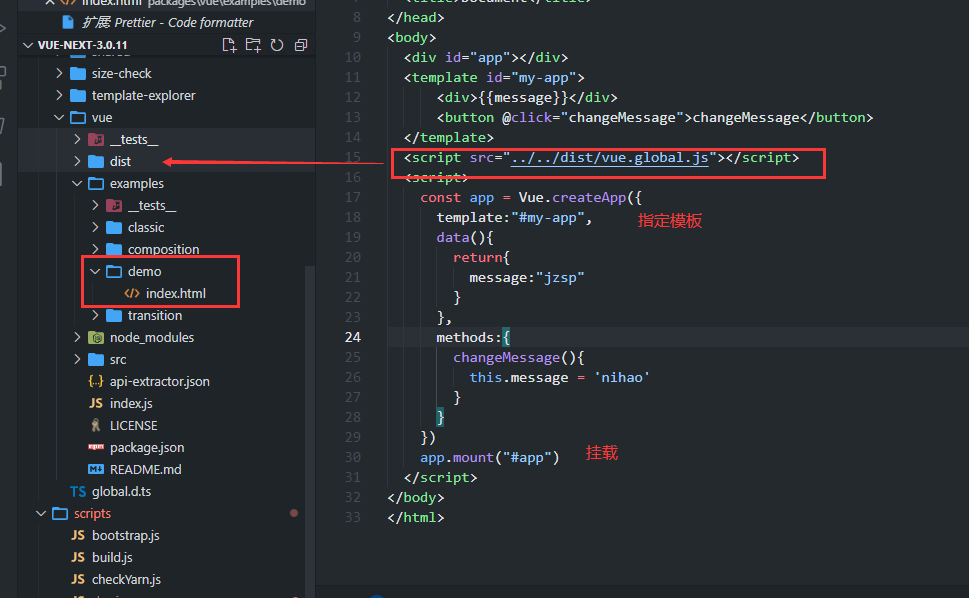 index.html packages\vue\examples\demo
扩展: Prettier - Code formatter
VUE-NEXT-3.0.11
size-check
template-explorer
vue
__tests__
dist
examples
__tests__
classic
composition
demo
index.html
transition
node_modules
src
api-extractor.json
JS index.js
LICENSE
package.json
README.md
TS global.d.ts
scripts
JS bootstrap.js
JS build.js
JS checkYarn.js
8 </head>
9 <body>
10 <div id="app"></div>
11 <template id="my-app">
12 <div>{{message}}</div>
13 <button @click="changeMessage">changeMessage</button>
14 </template>
15 <script src="../../dist/vue.global.js"></script>
16 <script>
17 const app = Vue.createApp({
18 template:"#my-app", 指定模板
19 data(){
20 return{
21 message:"jzsp"
22 }
23 },
24 methods:{
25 changeMessage(){
26 this.message = 'nihao'
27 }
28 }
29 })
30 app.mount("#app") 挂载
31 </script>
32 </body>
33 </html>